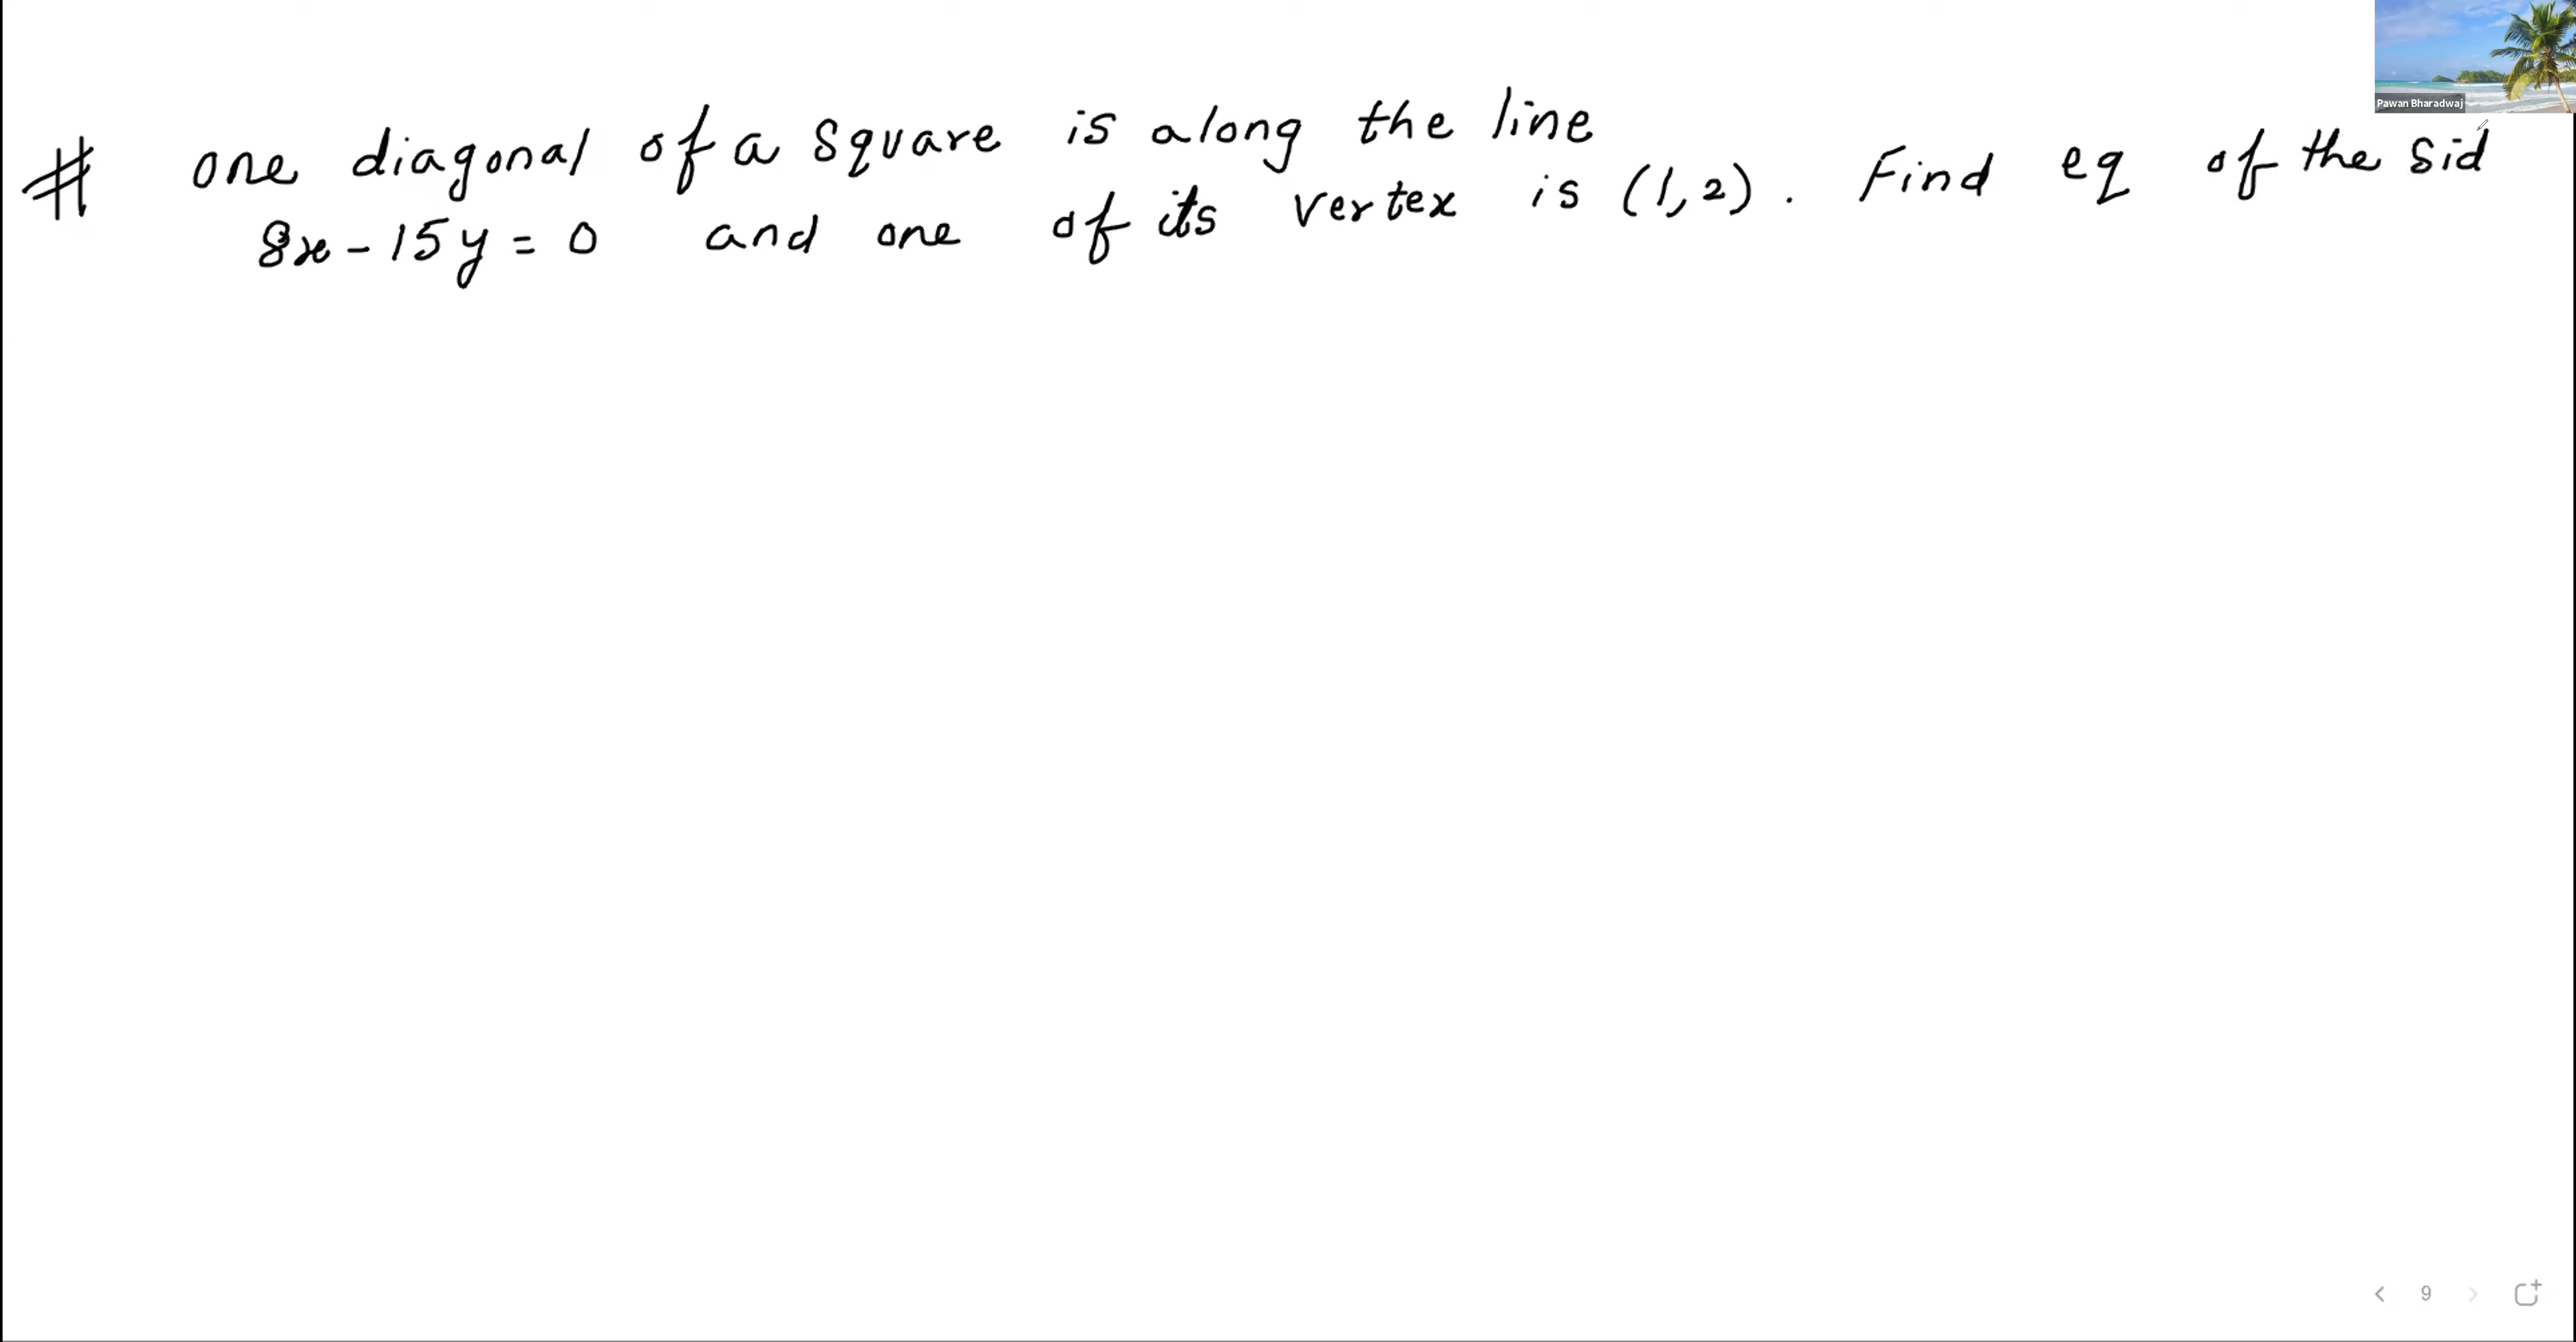 Pawan Bharadwaj
# one diagonal of a square is along the line
8x - 15y = 0 and one of its vertex is (1, 2). Find eq of the sid
9